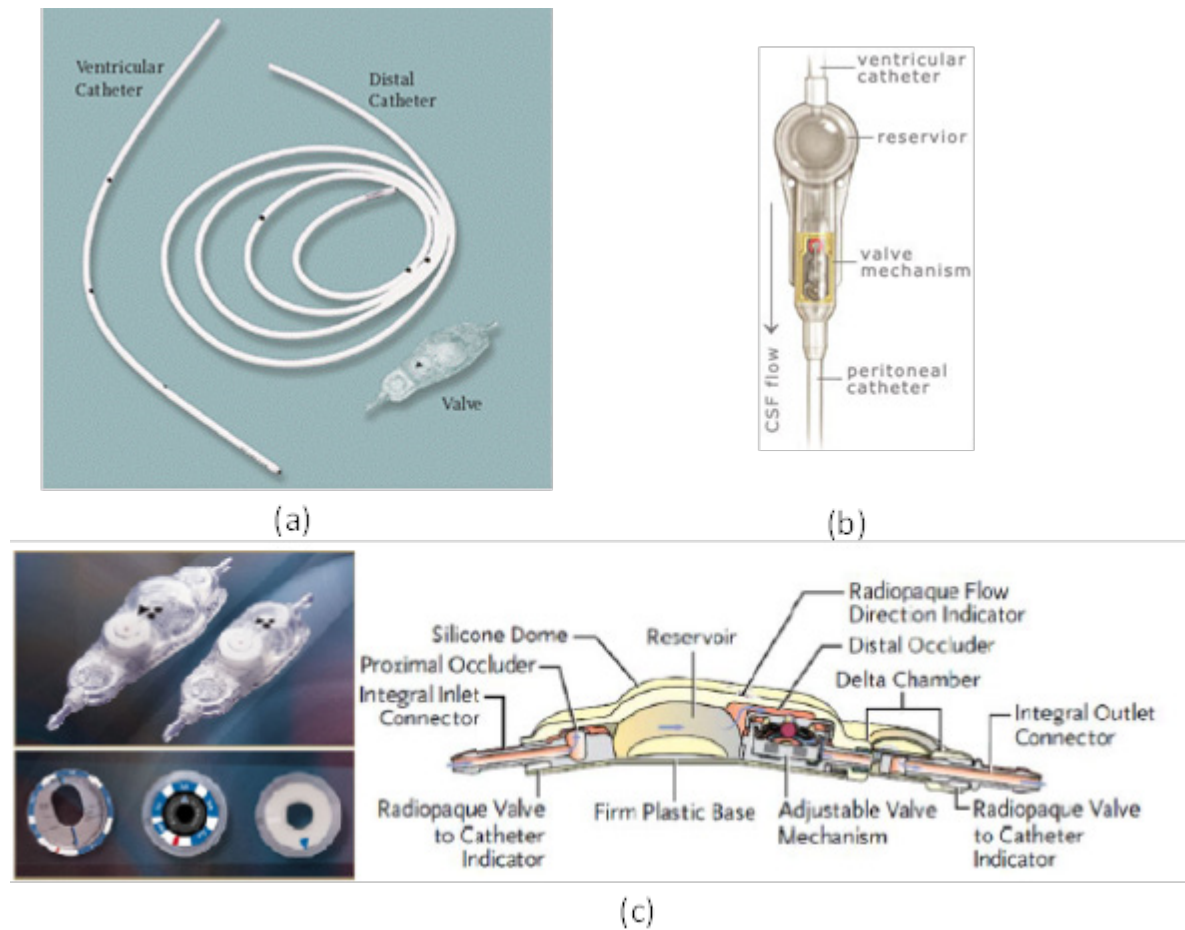 Ventricular
Catheter
Distal
Catheter
Valve
(a)
ventricular
catheter
reservior
valve
mechanism
peritoneal
catheter
CSF flow
(b)
Silicone Dome
Proximal Occluder
Integral Inlet
Connector
Reservoir
Radiopaque Flow
Direction Indicator
Distal Occluder
Delta Chamber
Integral Outlet
Connector
Radiopaque Valve
to Catheter
Indicator
Firm Plastic Base
Adjustable Valve
Mechanism
Radiopaque Valve
to Catheter
Indicator
(c)